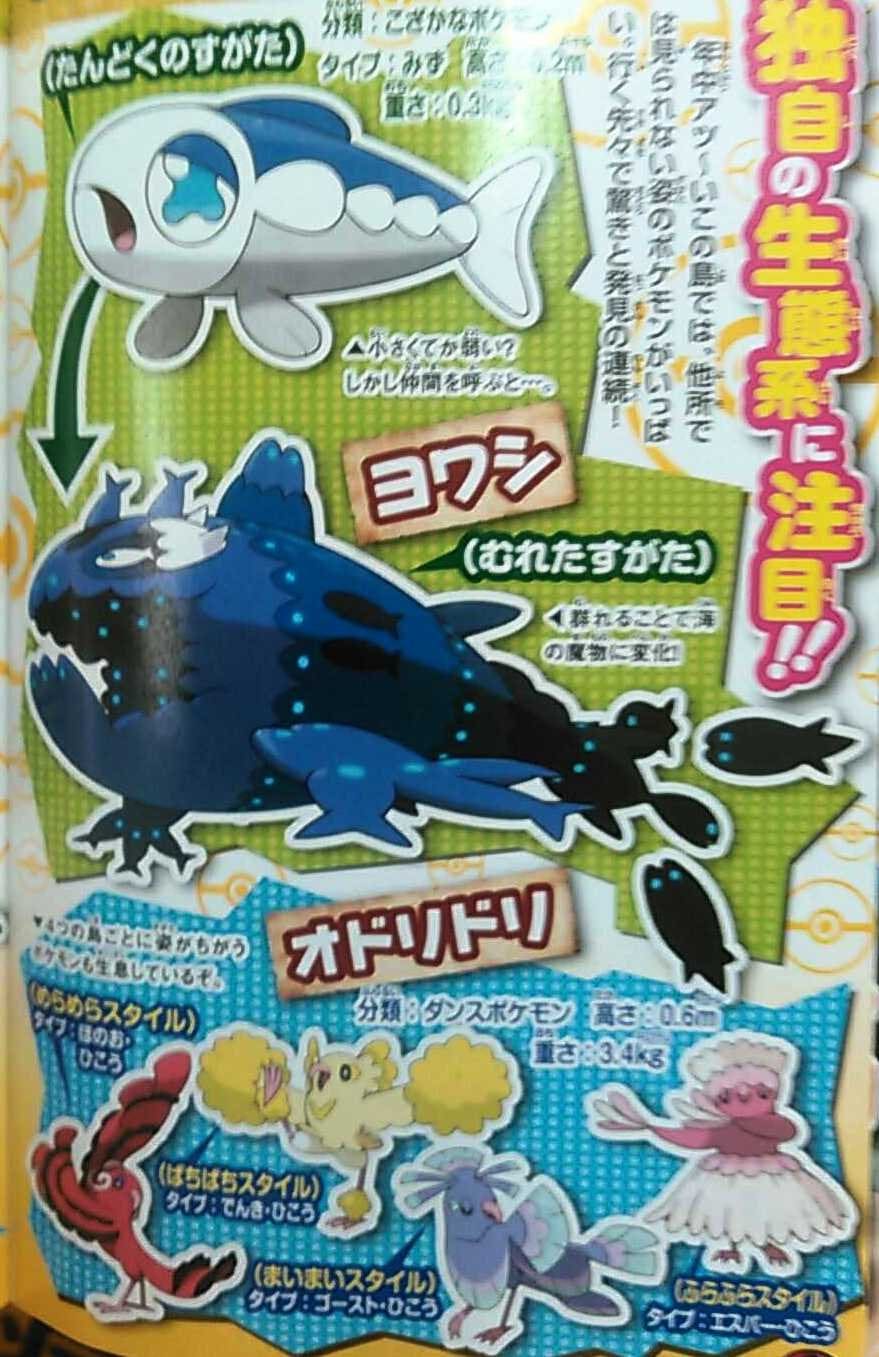 独自の生態系に注目!!
年中アツ〜いこの島では、他所で
は見られない姿のポケモンがいっぱ
い。行く先々で驚きと発見の連続!
(たんどくのすがた)
分類:こざかなポケモン
タイプ:みず 高さ:0.2m
重さ:0.3kg
▲小さくてか弱い?
しかし仲間を呼ぶと…。
ヨワシ
(むれたすがた)
◀群れることで海
の魔物に変化!
オドリドリ
▼4つの島ごとに姿がちがう
ポケモンも生息しているぞ。
分類:ダンスポケモン 高さ:0.6m
重さ:3.4kg
(めらめらスタイル)
タイプ:ほのお・
ひこう
(ぱちぱちスタイル)
タイプ:でんき・ひこう
(まいまいスタイル)
タイプ:ゴースト・ひこう
(ふらふらスタイル)
タイプ:エスパー・ひこう